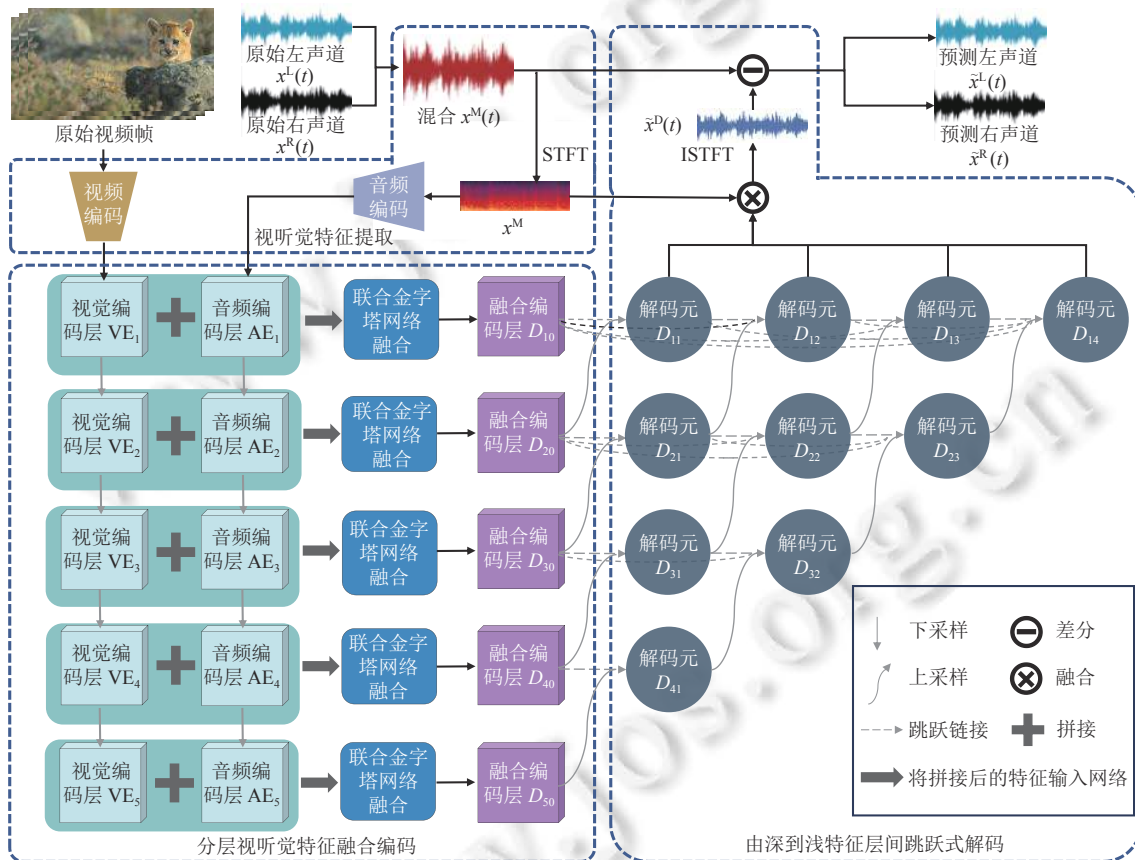 原始视频帧
原始左声道
x^L(t)
原始右声道
x^R(t)
混合 x^M(t)
STFT
x^M
视频
编码
音频
编码
视听觉特征提取
x̃^D(t)
ISTFT
预测左声道
x̃^L(t)
预测右声道
x̃^R(t)
视觉编
码层 VE₁
音频编
码层 AE₁
联合金字
塔网络
融合
融合编
码层 D₁₀
解码元
D₁₁
解码元
D₁₂
解码元
D₁₃
解码元
D₁₄
视觉编
码层 VE₂
音频编
码层 AE₂
联合金字
塔网络
融合
融合编
码层 D₂₀
解码元
D₂₁
解码元
D₂₂
解码元
D₂₃
视觉编
码层 VE₃
音频编
码层 AE₃
联合金字
塔网络
融合
融合编
码层 D₃₀
解码元
D₃₁
解码元
D₃₂
视觉编
码层 VE₄
音频编
码层 AE₄
联合金字
塔网络
融合
融合编
码层 D₄₀
解码元
D₄₁
视觉编
码层 VE₅
音频编
码层 AE₅
联合金字
塔网络
融合
融合编
码层 D₅₀
下采样
差分
上采样
融合
跳跃链接
拼接
将拼接后的特征输入网络
分层视听觉特征融合编码
由深到浅特征层间跳跃式解码